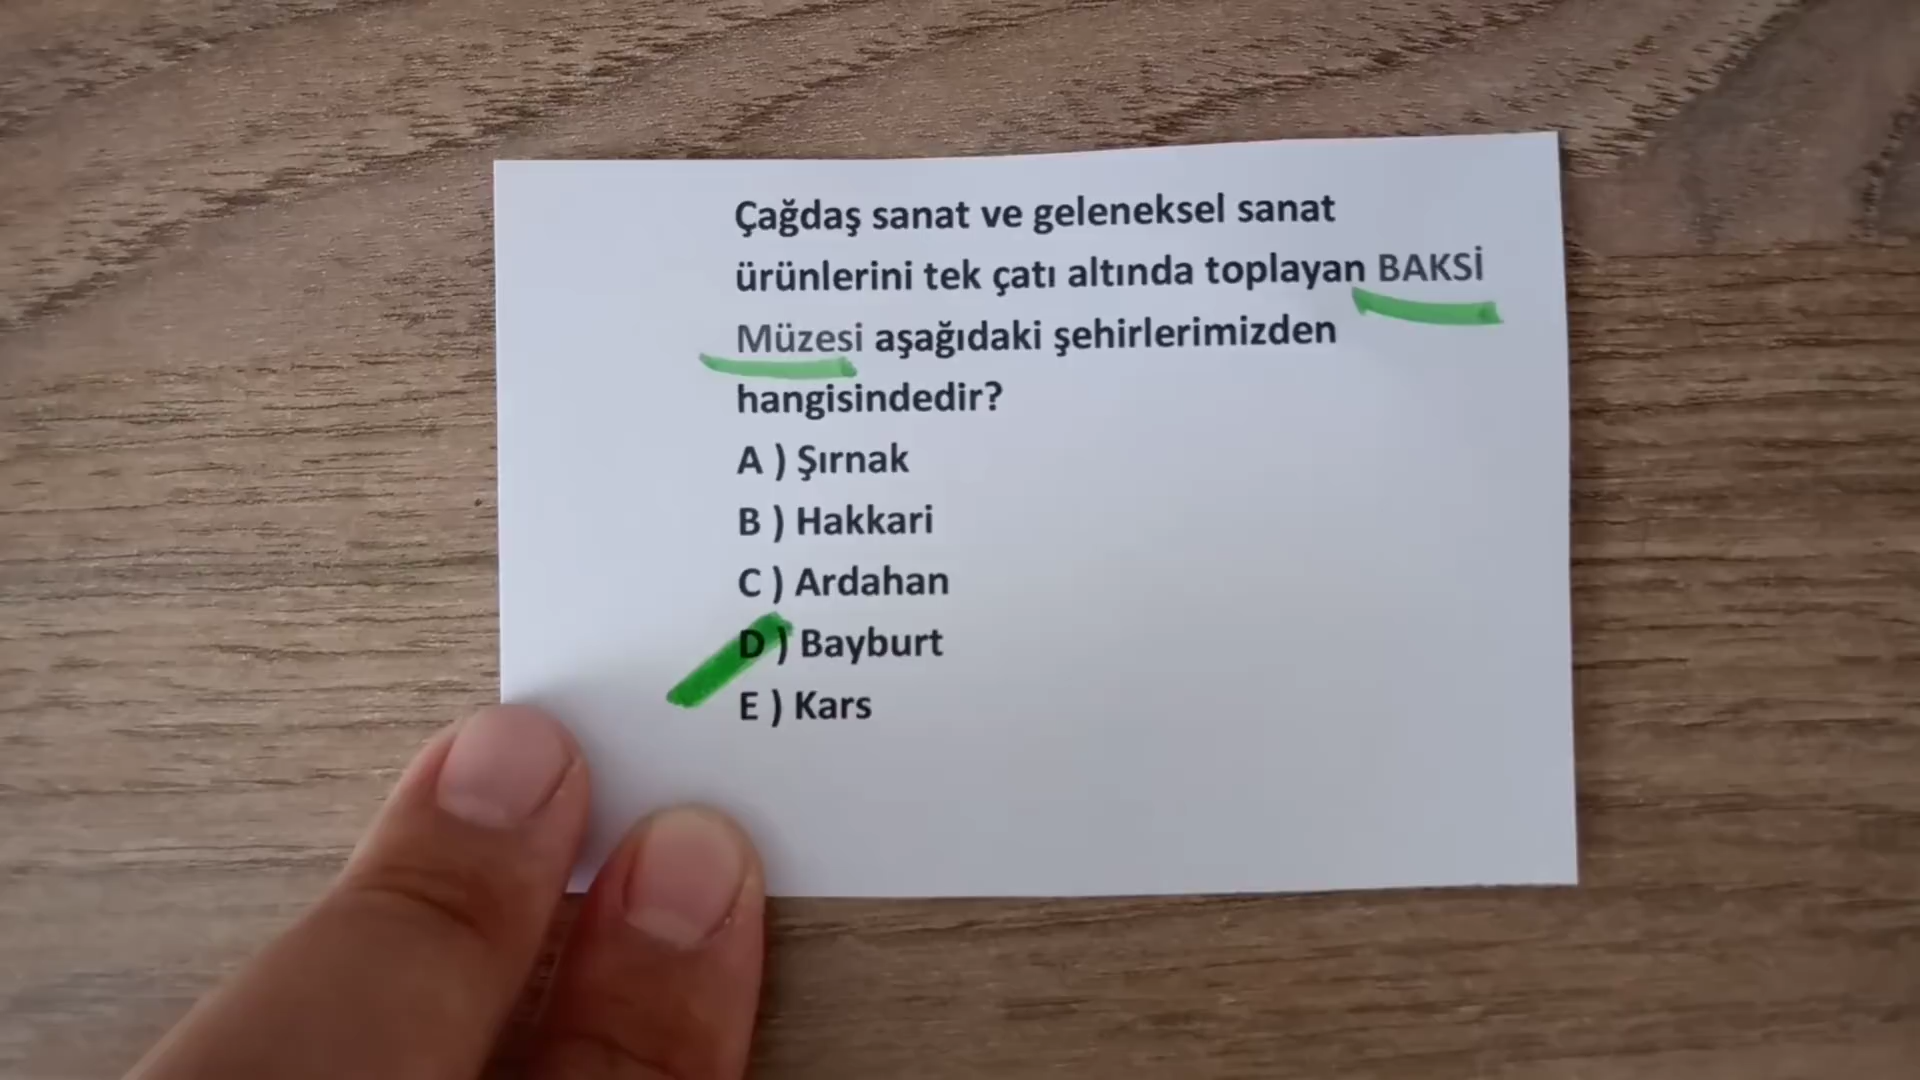 Çağdaş sanat ve geleneksel sanat
ürünlerini tek çatı altında toplayan BAKSİ
Müzesi aşağıdaki şehirlerimizden
hangisindedir?
A ) Şırnak
B ) Hakkari
C ) Ardahan
D ) Bayburt
E ) Kars